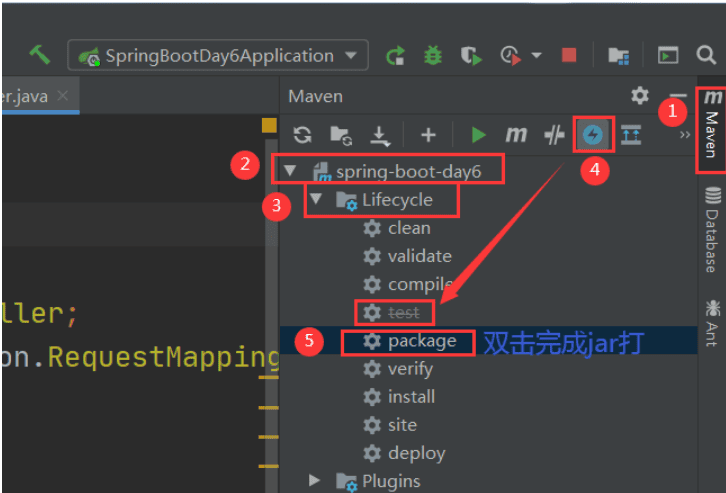 SpringBootDay6Application
er.java
Maven
m
1
Maven
2
spring-boot-day6
4
3
Lifecycle
clean
validate
compile
test
5
package
双击完成jar打
verify
install
site
deploy
Plugins
ller;
on.RequestMapping
Database
Ant